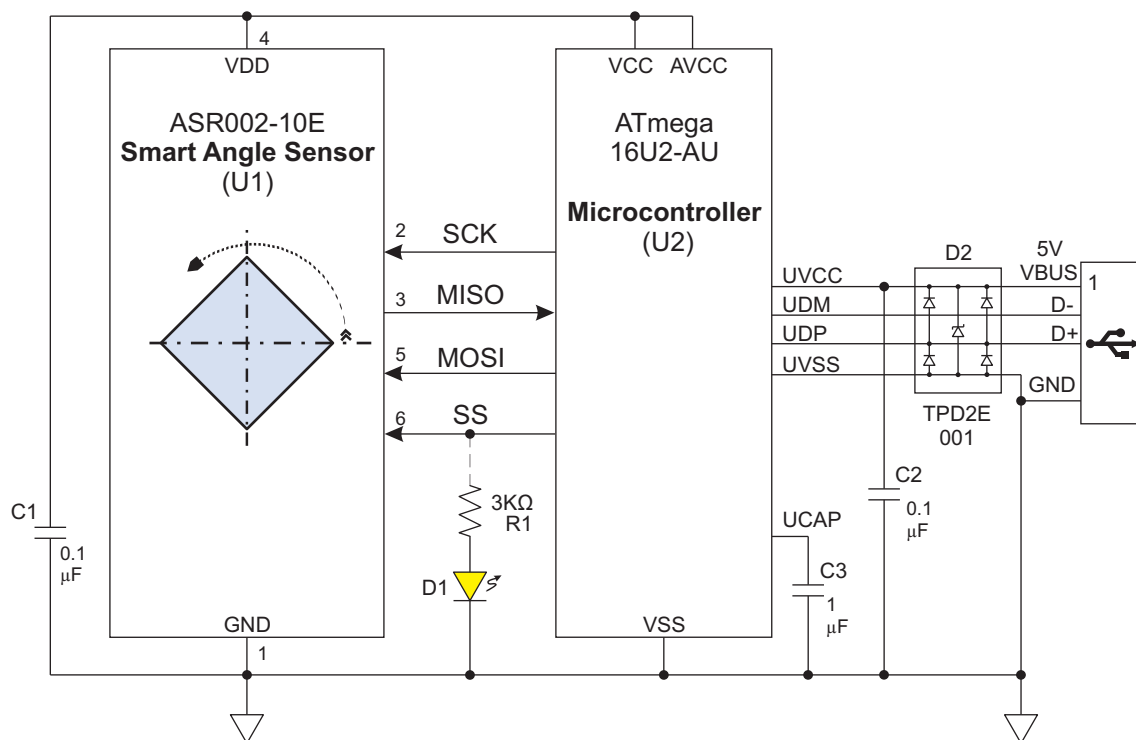 4
VDD
VCC
AVCC
ASR002-10E
Smart Angle Sensor
(U1)
ATmega
16U2-AU
Microcontroller
(U2)
2
SCK
3
MISO
5
MOSI
6
SS
3KΩ
R1
D1
C1
0.1
μF
GND
1
VSS
UVCC
UDM
UDP
UVSS
D2
TPD2E
001
5V
VBUS
1
D-
D+
GND
C2
0.1
μF
UCAP
C3
1
μF